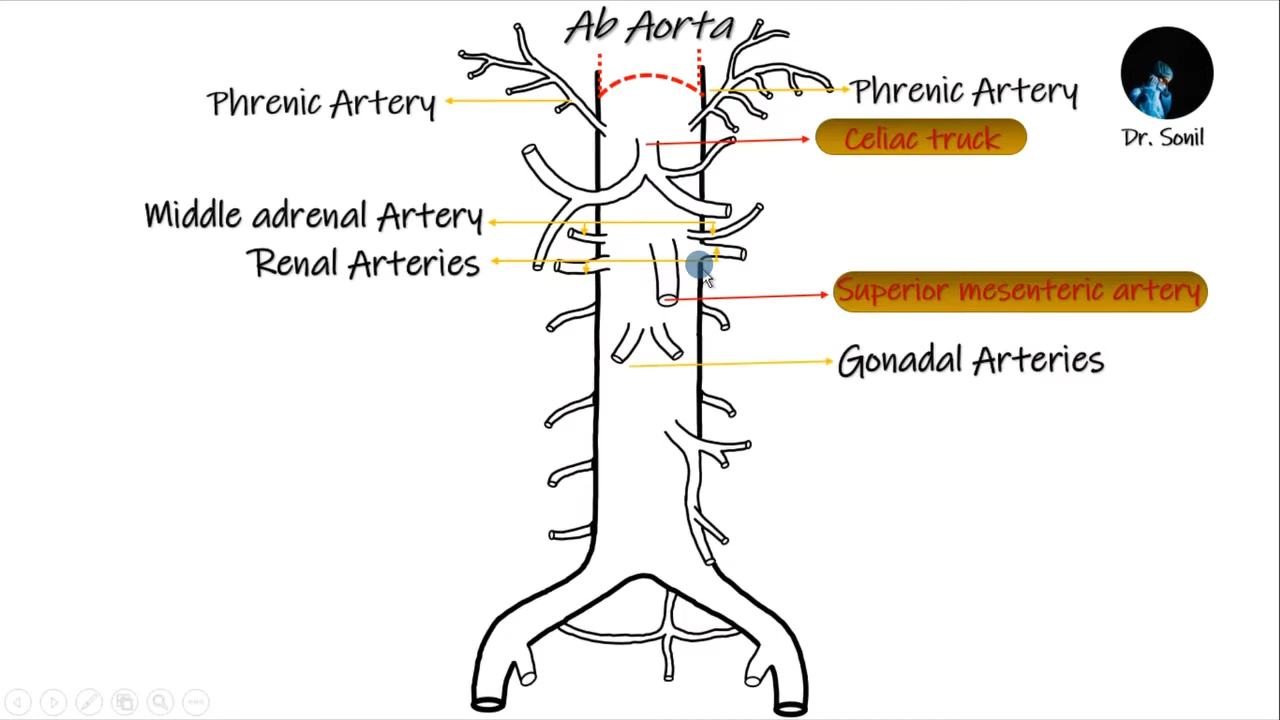 Ab Aorta
Phrenic Artery
Phrenic Artery
Celiac truck
Dr. Sonil
Middle adrenal Artery
Renal Arteries
Superior mesenteric artery
Gonadal Arteries